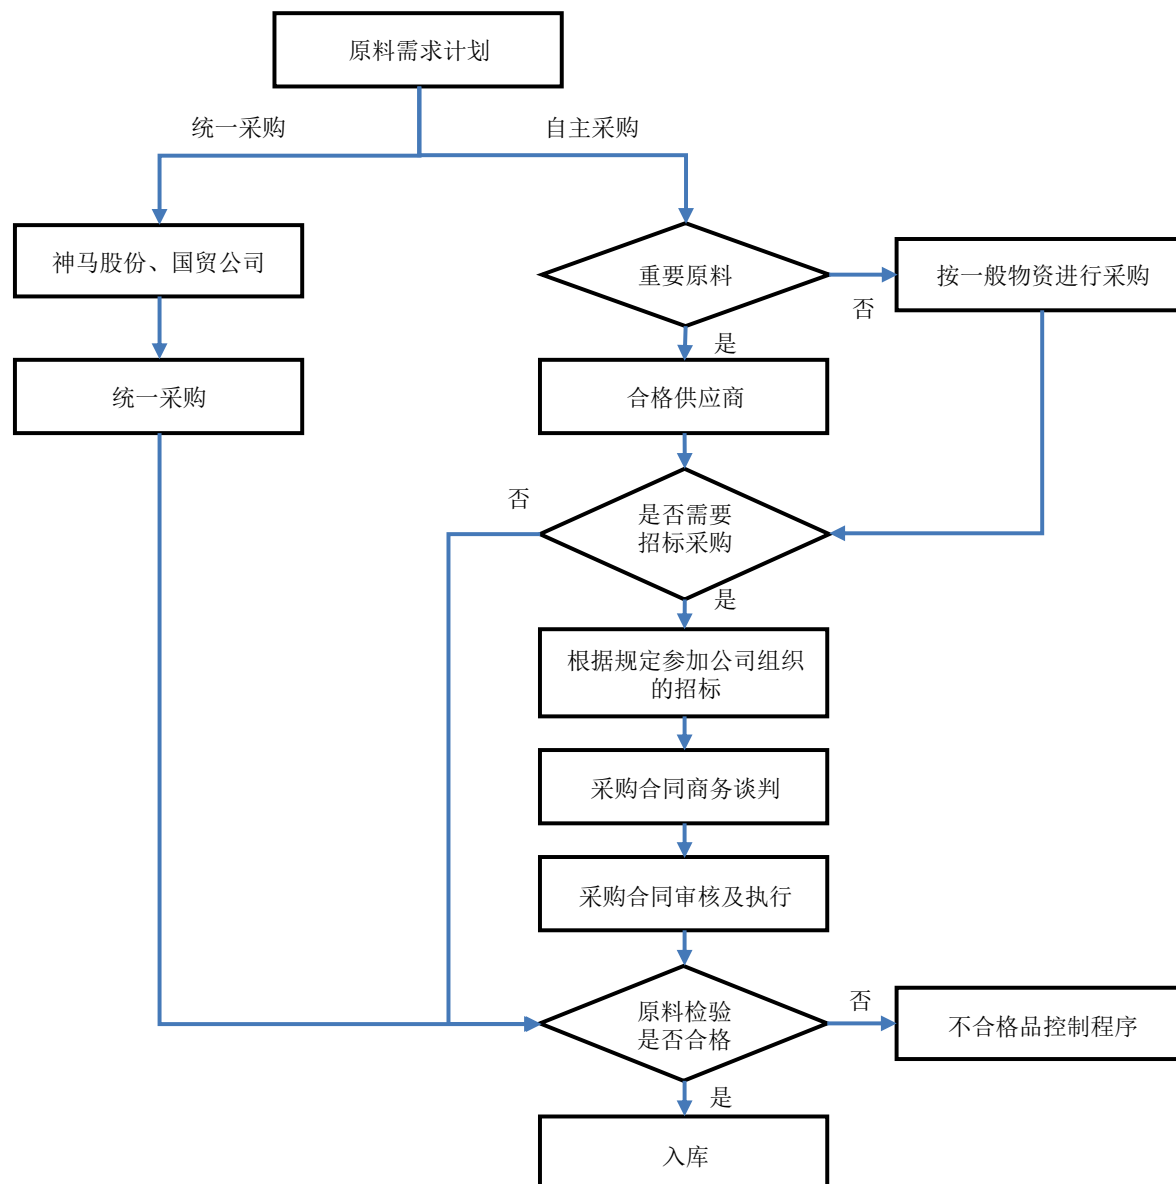 原料需求计划
统一采购
自主采购
神马股份、国贸公司
重要原料
按一般物资进行采购
否
是
统一采购
合格供应商
否
是否需要
招标采购
是
根据规定参加公司组织
的招标
采购合同商务谈判
采购合同审核及执行
原料检验
是否合格
否
不合格品控制程序
是
入库